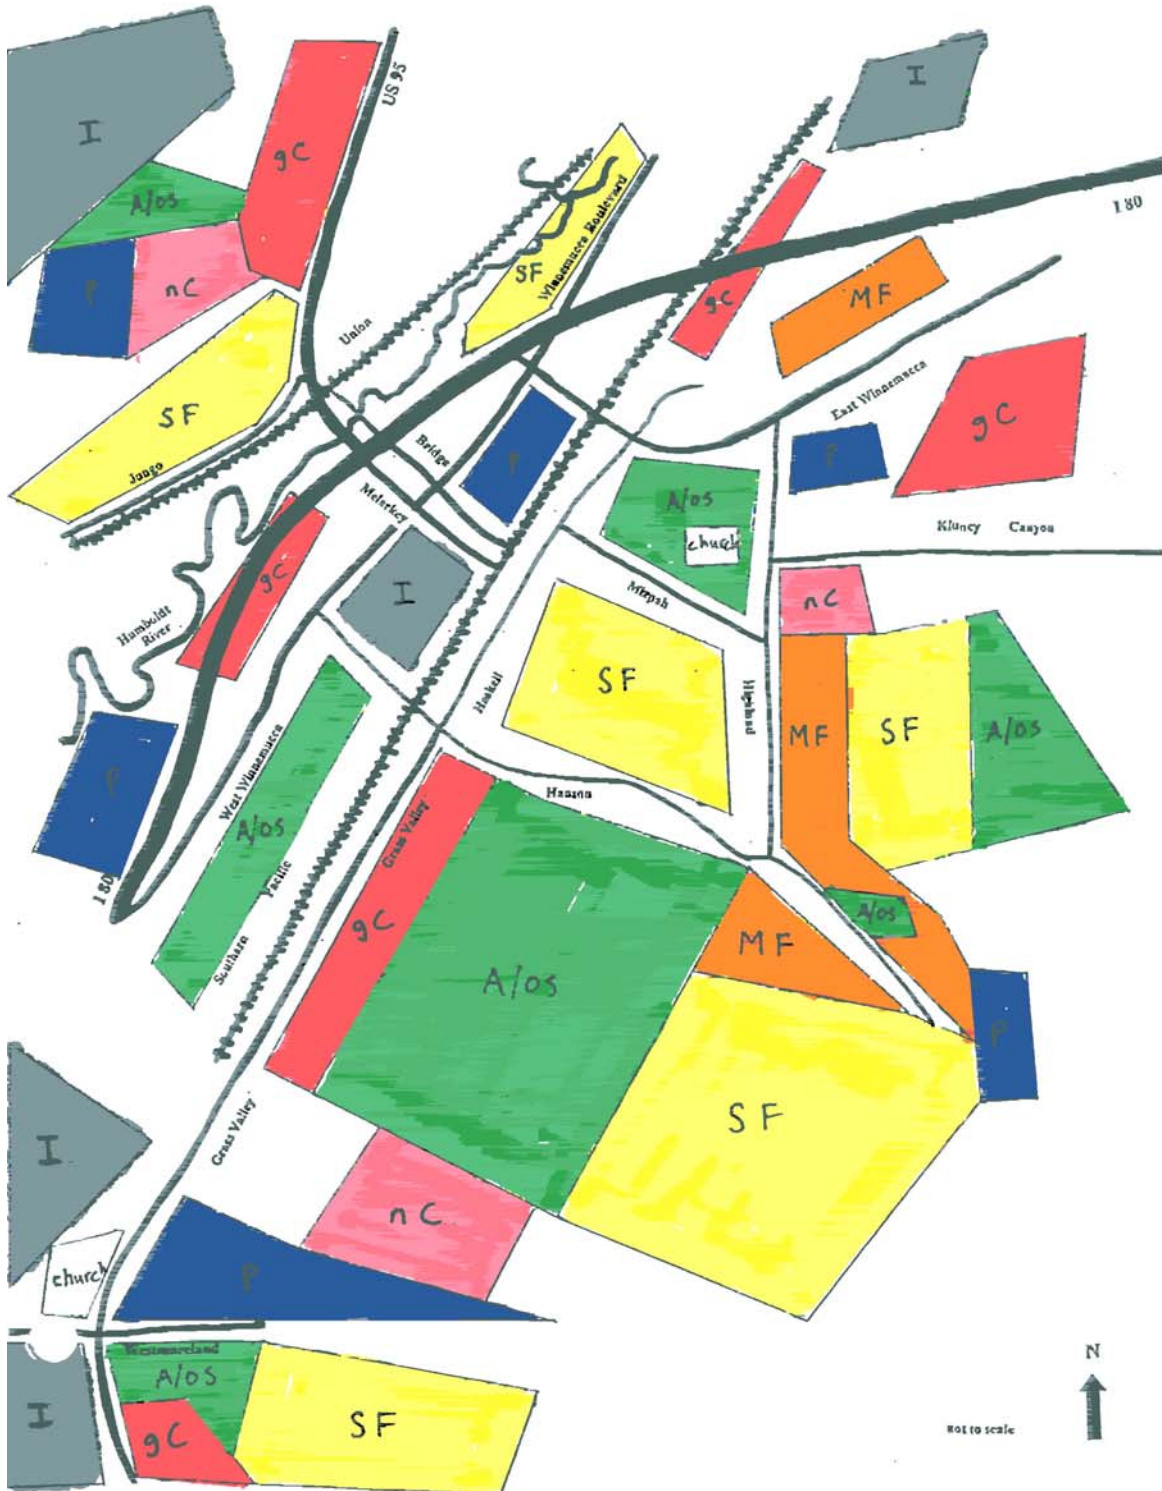 I
US 95
gC
I
A/os
I 80
P
nC
gC
SF
Winnemucca Boulevard
MF
Union
SF
Jungo
East Winnemucca
gC
Bridge
P
P
Melarkey
A/os
church
Kluncy Canyon
gC
I
Mizpah
nC
Humboldt
River
SF
Haskell
Highland
MF
SF
A/os
P
West Winnemucca
A/os
Hanson
Grass Valley
I 80
Southern Pacific
gC
A/os
MF
A/os
P
SF
I
Grass Valley
nC
church
P
Westmoreland
A/os
I
gC
SF
N
not to scale